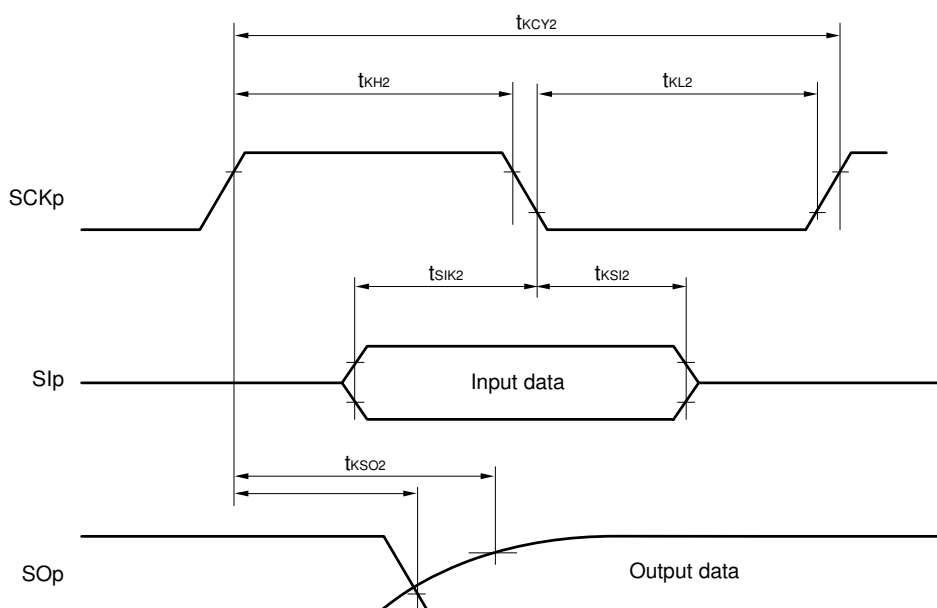 tKCY2
tKH2
tKL2
SCKp
tSIK2
tKSI2
SIp
Input data
tKSO2
SOp
Output data